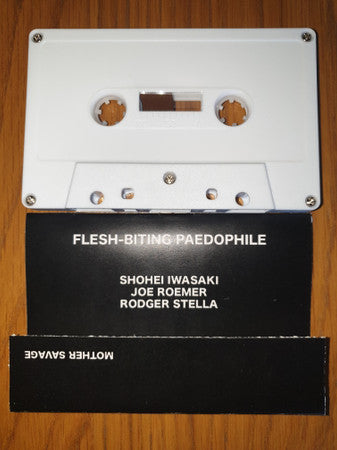 FLESH-BITING PAEDOPHILE
SHOHEI IWASAKI
JOE ROEMER
RODGER STELLA
MOTHER SAVAGE